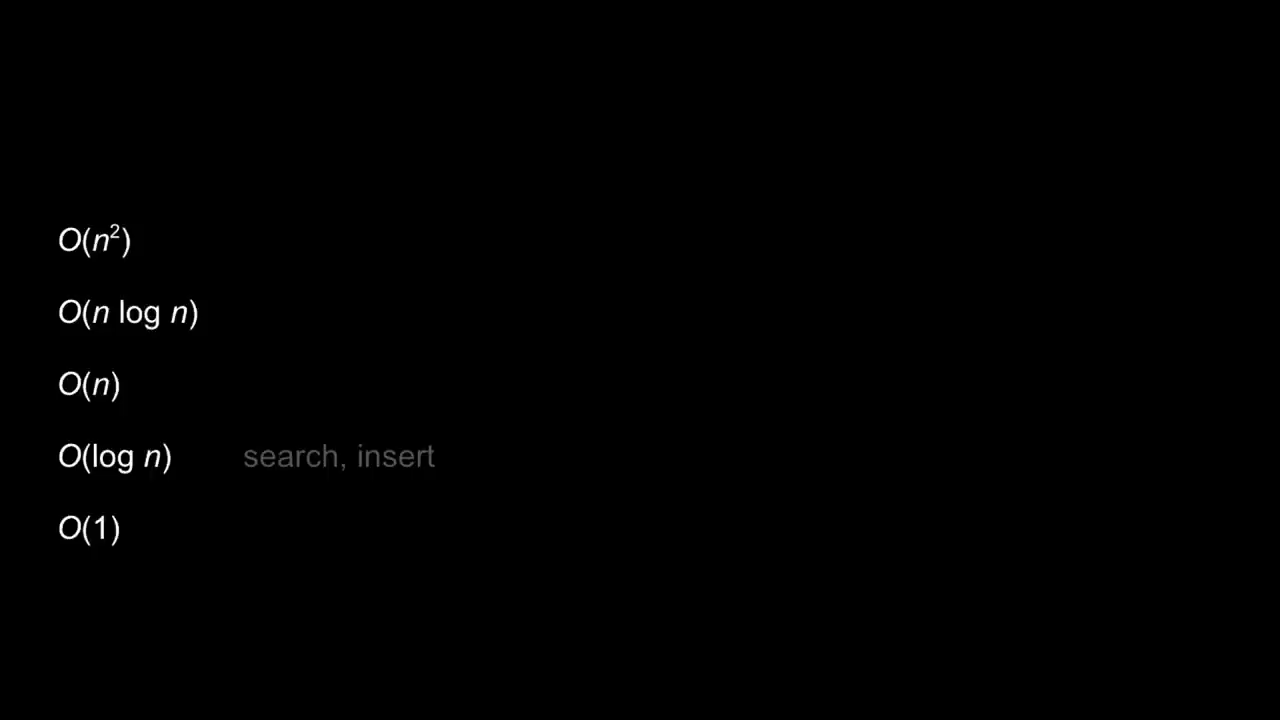 O(n²)
O(n log n)
O(n)
O(log n) search, insert
O(1)